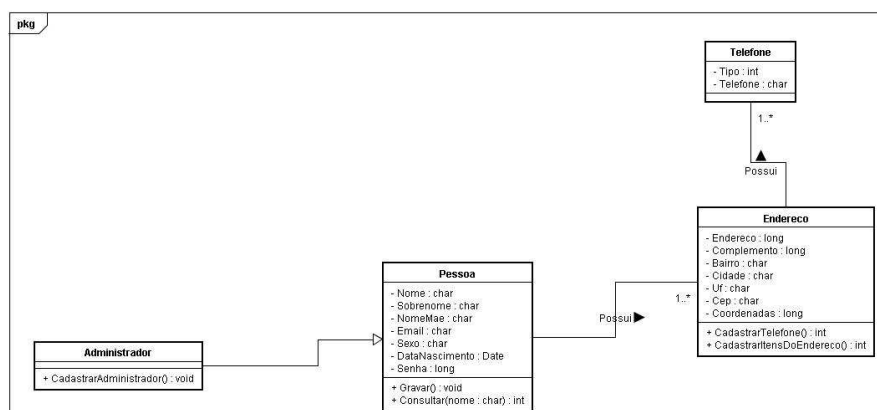 pkg
Telefone
- Tipo : int
- Telefone : char
1..*
Possui
Endereco
- Endereco : long
- Complemento : long
- Bairro : char
- Cidade : char
- Uf : char
- Cep : char
- Coordenadas : long
+ CadastrarTelefone() : int
+ CadastrarItensDoEndereco() : int
1..*
Possui
Pessoa
- Nome : char
- Sobrenome : char
- NomeMae : char
- Email : char
- Sexo : char
- DataNascimento : Date
- Senha : long
+ Gravar() : void
+ Consultar(nome : char) : int
Administrador
+ CadastrarAdministrador() : void